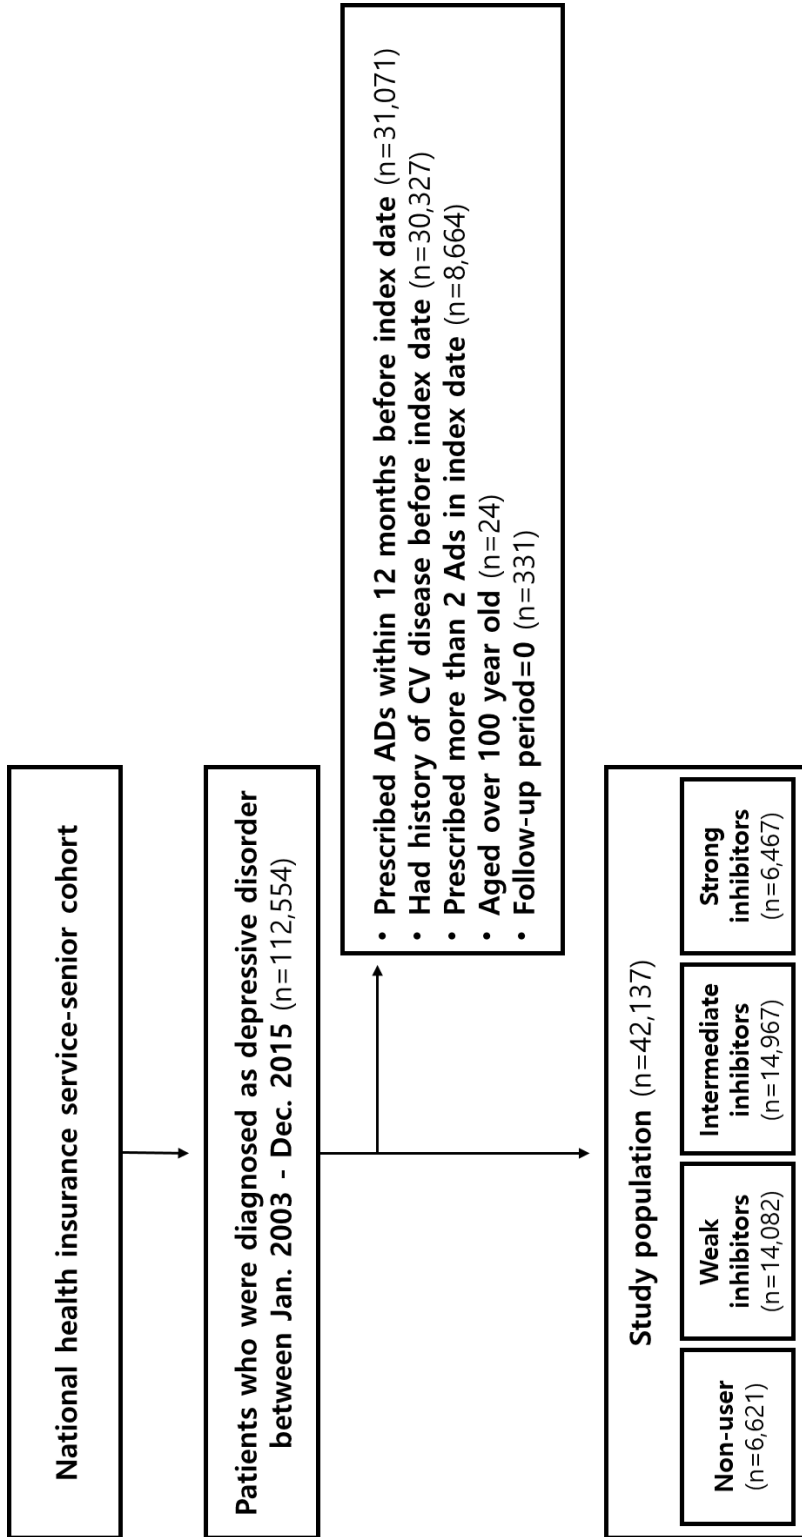 National health insurance service-senior cohort
Patients who were diagnosed as depressive disorder
between Jan. 2003 - Dec. 2015 (n=112,554)
• Prescribed ADs within 12 months before index date (n=31,071)
• Had history of CV disease before index date (n=30,327)
• Prescribed more than 2 Ads in index date (n=8,664)
• Aged over 100 year old (n=24)
• Follow-up period=0 (n=331)
Study population (n=42,137)
Non-user
(n=6,621)
Weak
inhibitors
(n=14,082)
Intermediate
inhibitors
(n=14,967)
Strong
inhibitors
(n=6,467)